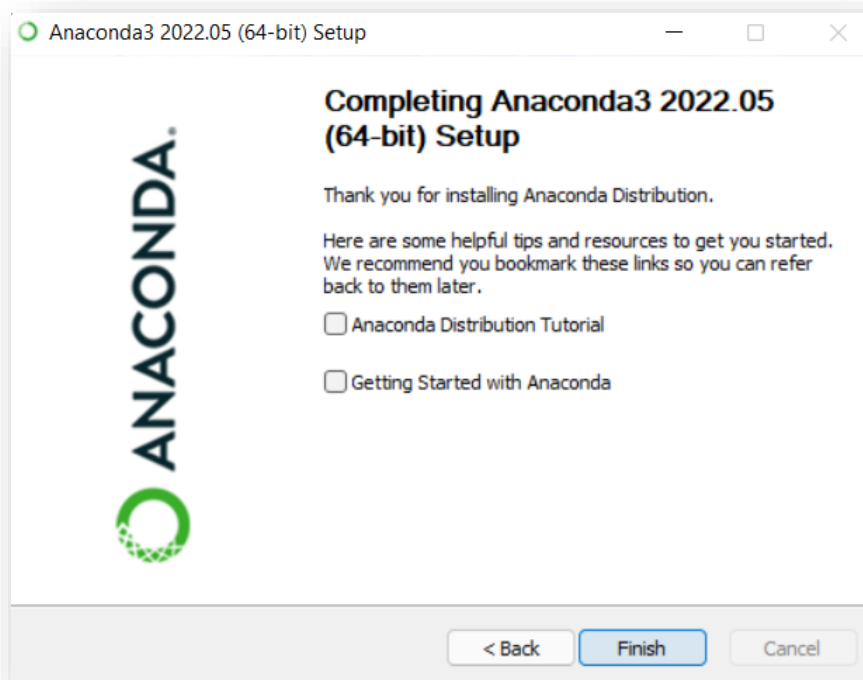 Anaconda3 2022.05 (64-bit) Setup
ANACONDA.
Completing Anaconda3 2022.05
(64-bit) Setup
Thank you for installing Anaconda Distribution.
Here are some helpful tips and resources to get you started.
We recommend you bookmark these links so you can refer
back to them later.
Anaconda Distribution Tutorial
Getting Started with Anaconda
< Back
Finish
Cancel